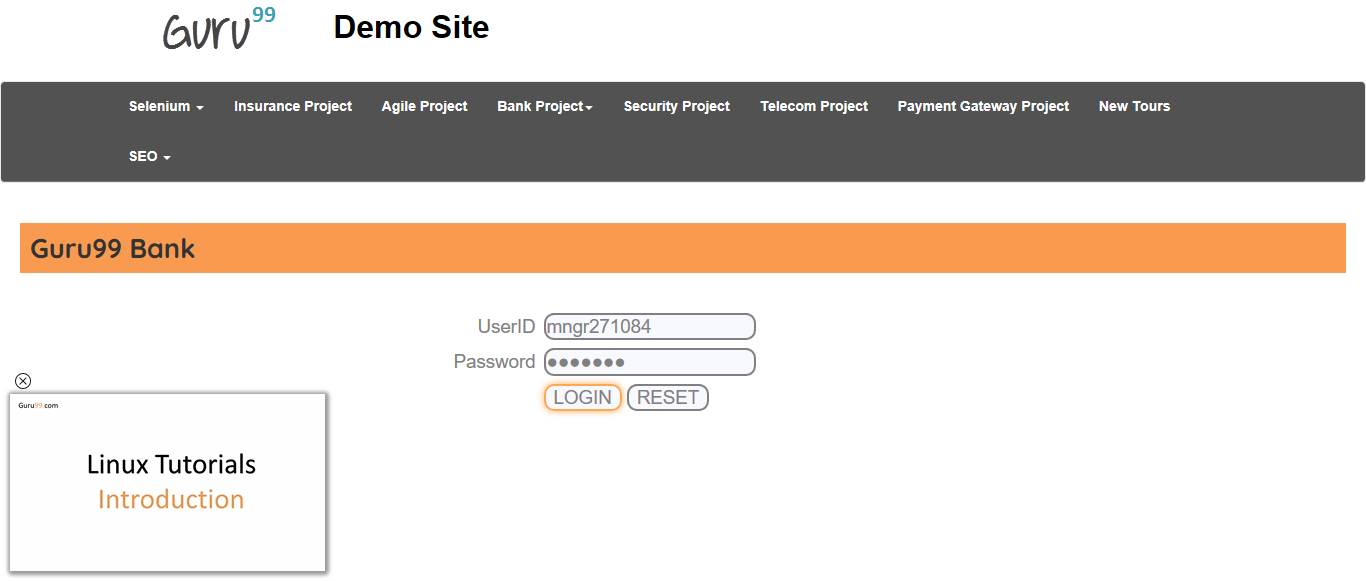 Guru99 Demo Site
Selenium Insurance Project Agile Project Bank Project Security Project Telecom Project Payment Gateway Project New Tours
SEO
Guru99 Bank
UserID mngr271084
Password •••••••
LOGIN RESET
Guru99.com
Linux Tutorials
Introduction